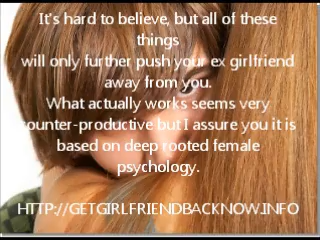 It's hard to believe, but all of these
things
will only further push your ex girlfriend
away from you.
What actually works seems very
counter-productive but I assure you it is
based on deep rooted female
psychology.
HTTP://GETGIRLFRIENDBACKNOW.INFO